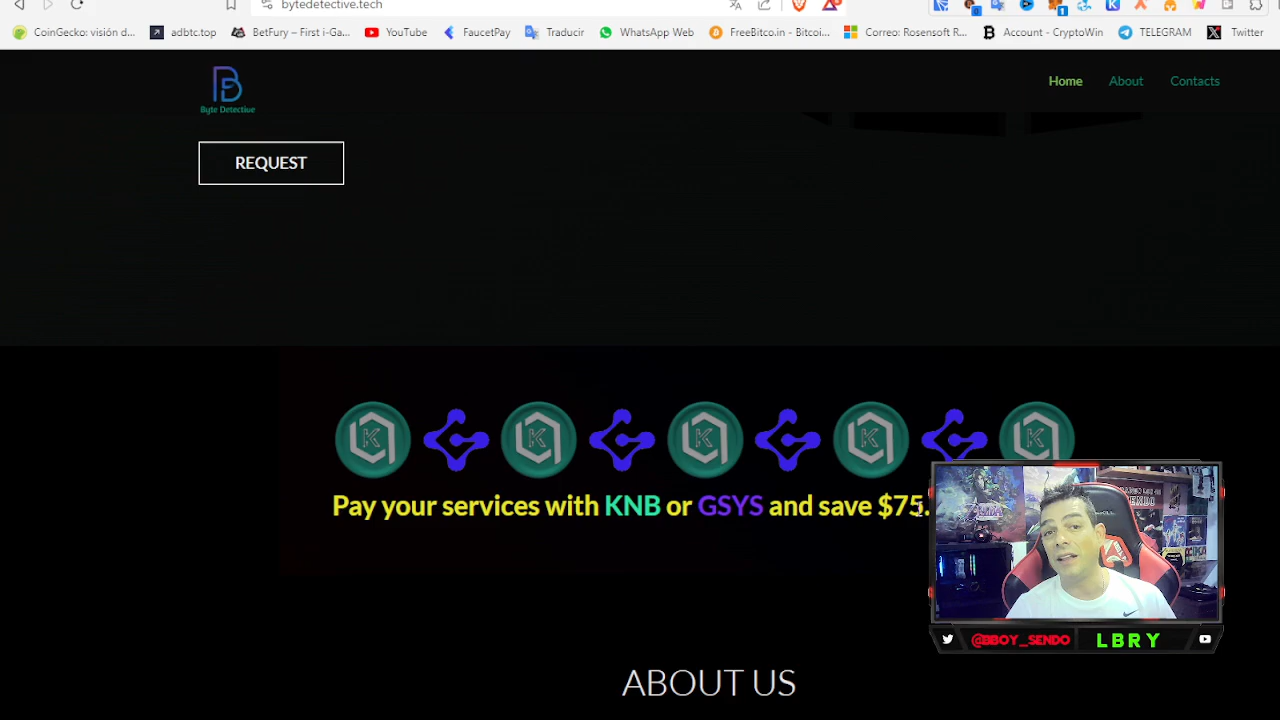 bytedetective.tech
CoinGecko: visión d...
adbtc.top
BetFury – First i-Ga...
YouTube
FaucetPay
Traducir
WhatsApp Web
FreeBitco.in - Bitcoi...
Correo: Rosensoft R...
Account - CryptoWin
TELEGRAM
Twitter
Byte Detective
Home
About
Contacts
REQUEST
Pay your services with KNB or GSYS and save $75.
@BBOY_SENDO
LBRY
ABOUT US